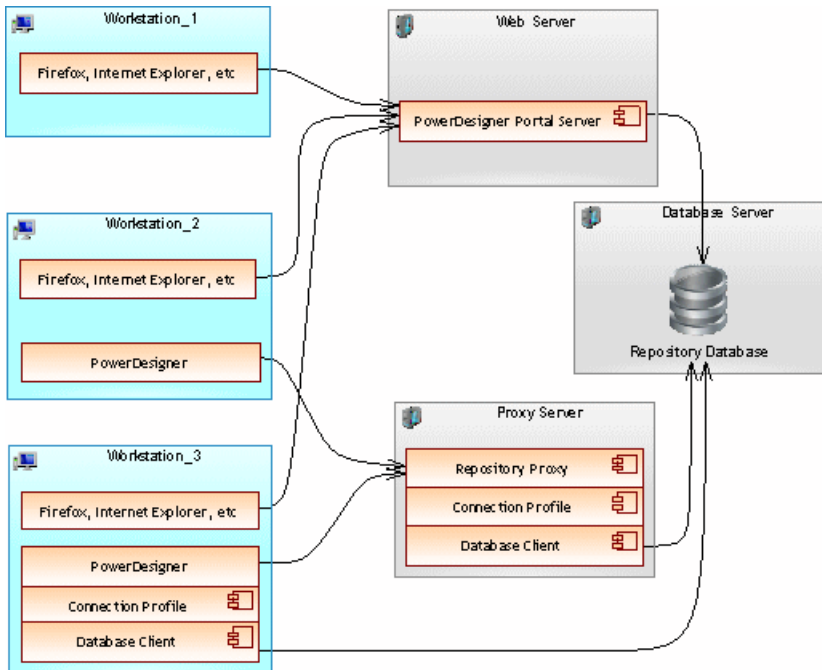 Workstation_1
Firefox, Internet Explorer, etc
Web Server
PowerDesigner Portal Server
Workstation_2
Firefox, Internet Explorer, etc
PowerDesigner
Database Server
Repository Database
Workstation_3
Firefox, Internet Explorer, etc
PowerDesigner
Connection Profile
Database Client
Proxy Server
Repository Proxy
Connection Profile
Database Client